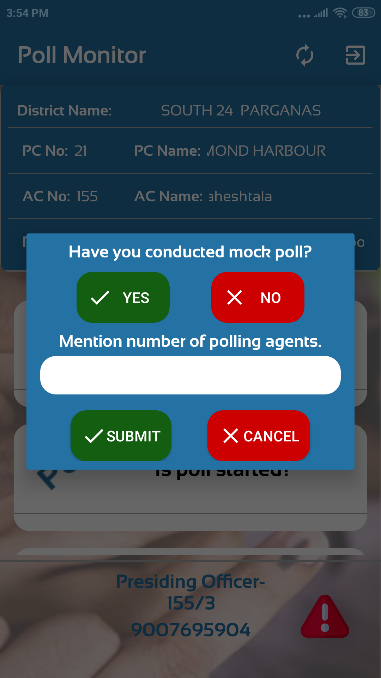 3:54 PM
83
Poll Monitor
District Name: SOUTH 24 PARGANAS
PC No: 21 PC Name: MOND HARBOUR
AC No: 155 AC Name: aheshtala
Have you conducted mock poll?
YES NO
Mention number of polling agents.
SUBMIT CANCEL
Is poll started?
Presiding Officer-
155/3
9007695904